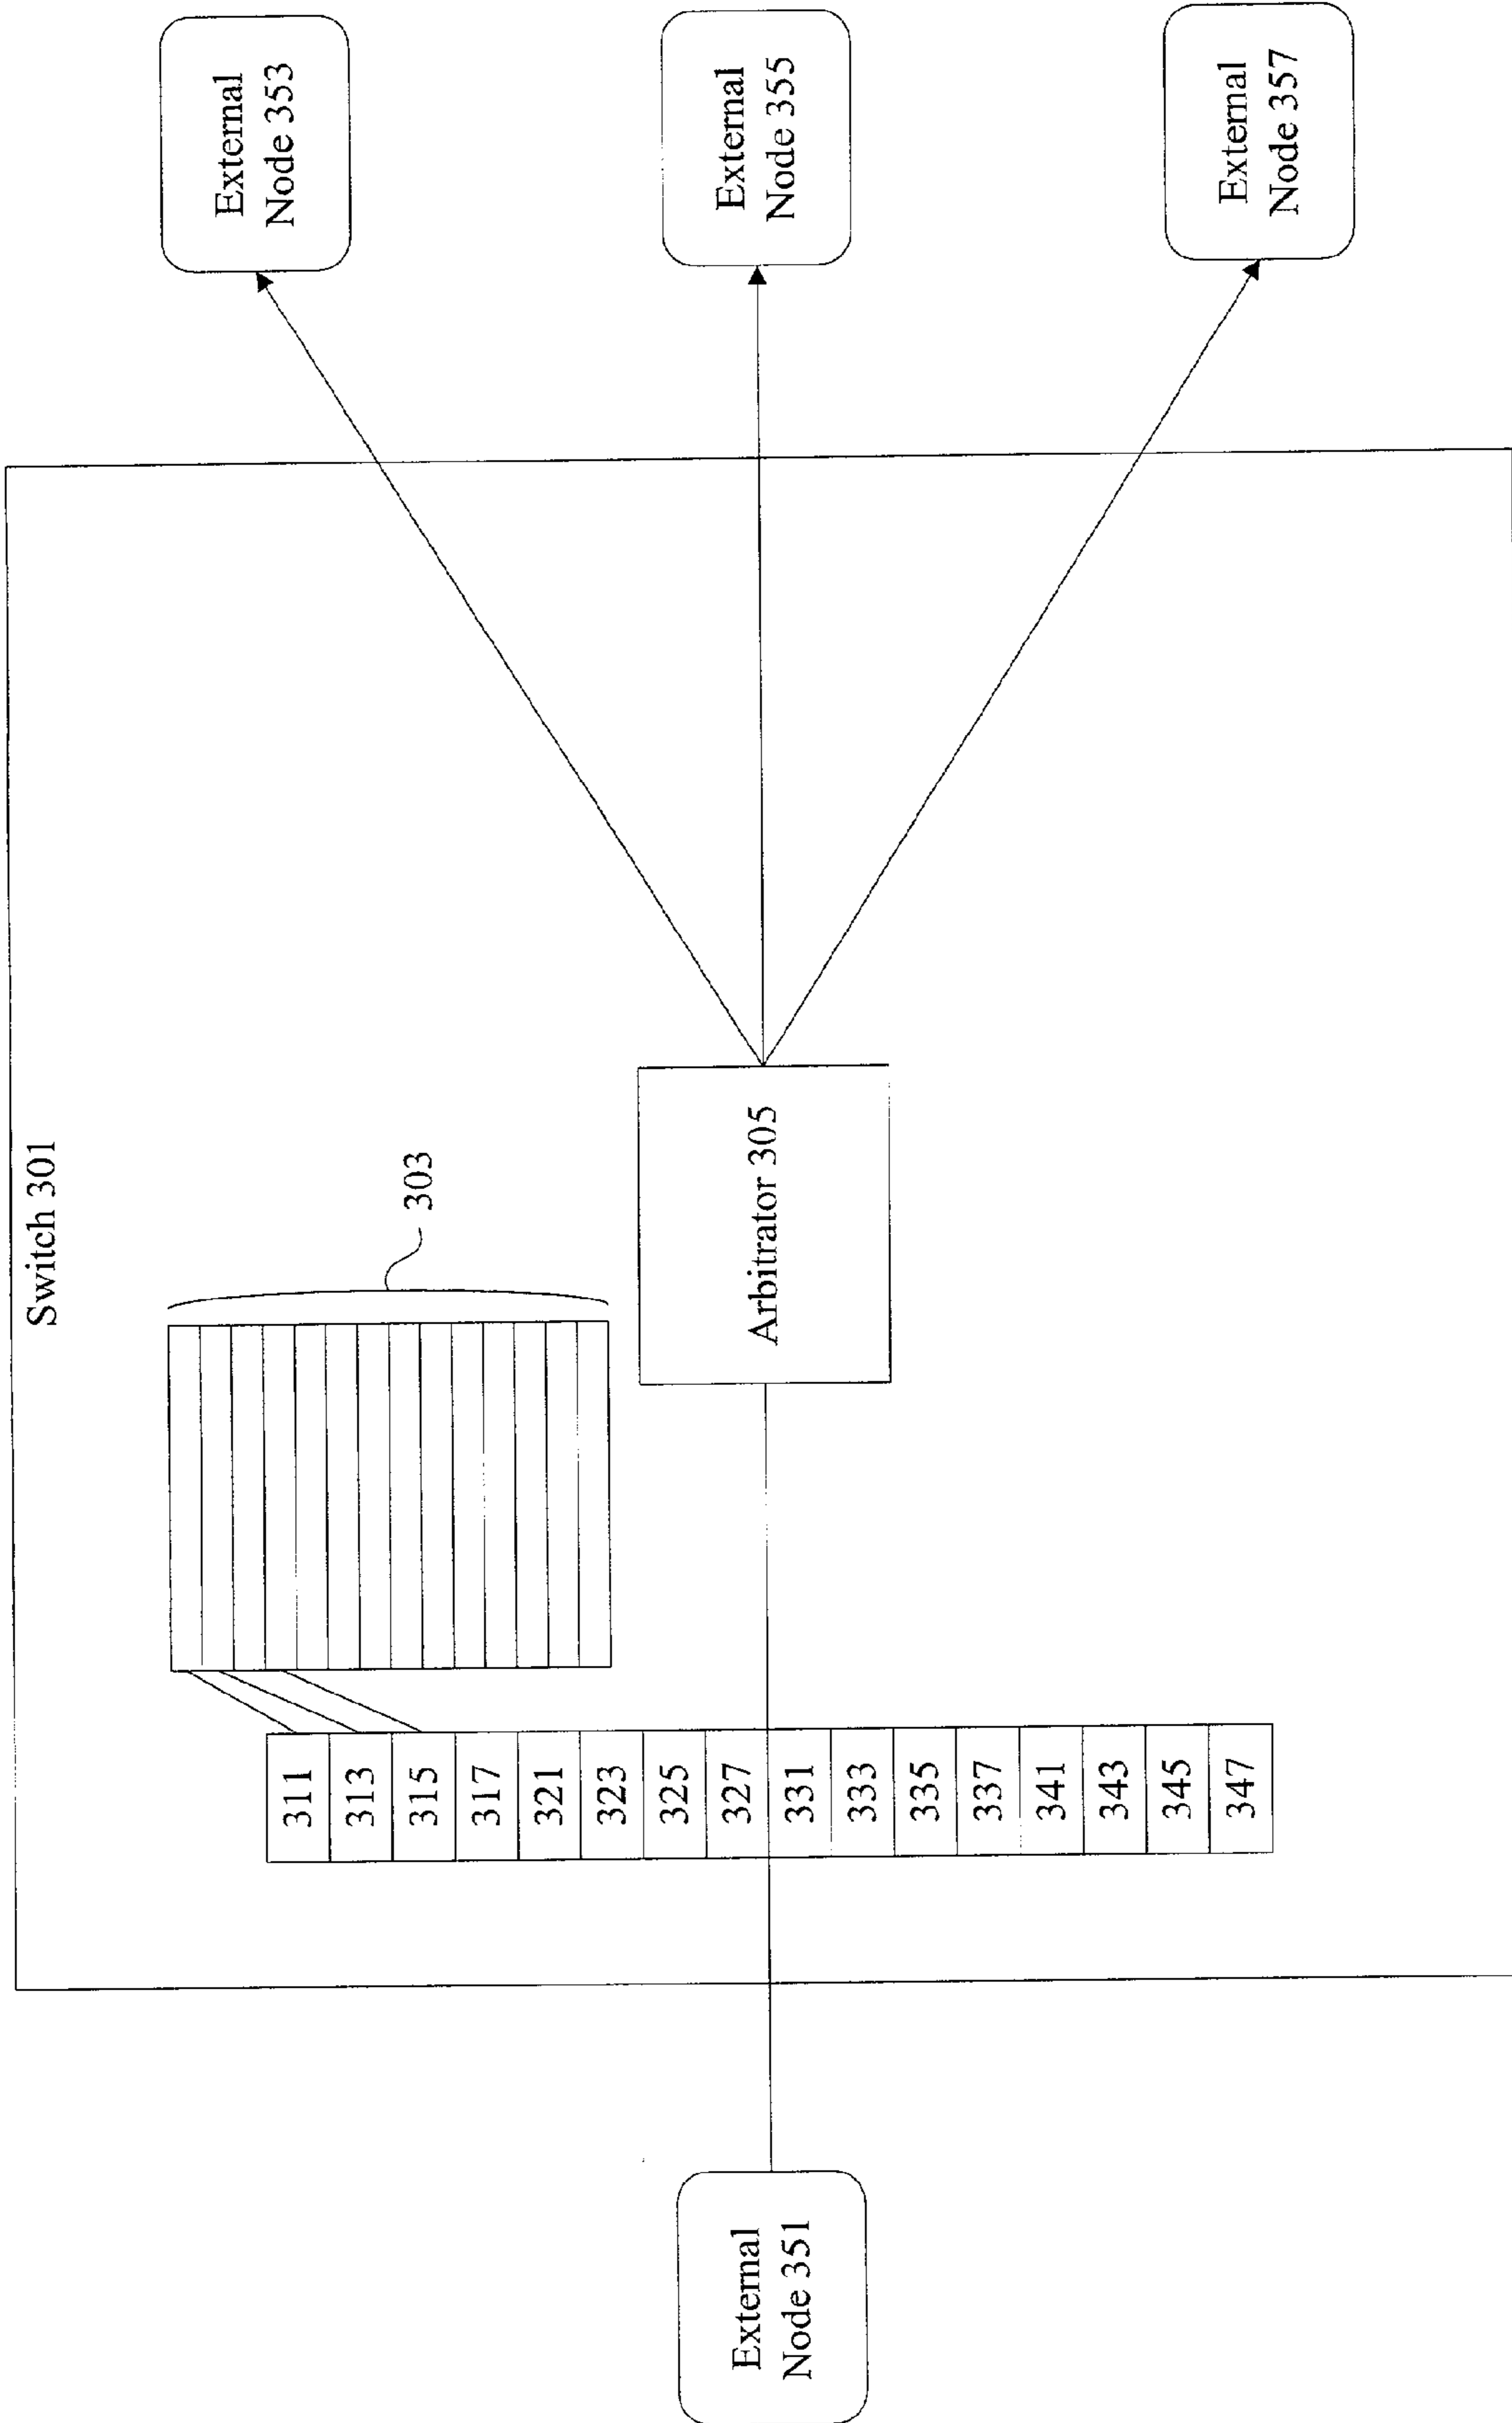 Switch 301
303
311
313
315
317
321
323
325
327
331
333
335
337
341
343
345
347
Arbitrator 305
External
Node 351
External
Node 353
External
Node 355
External
Node 357